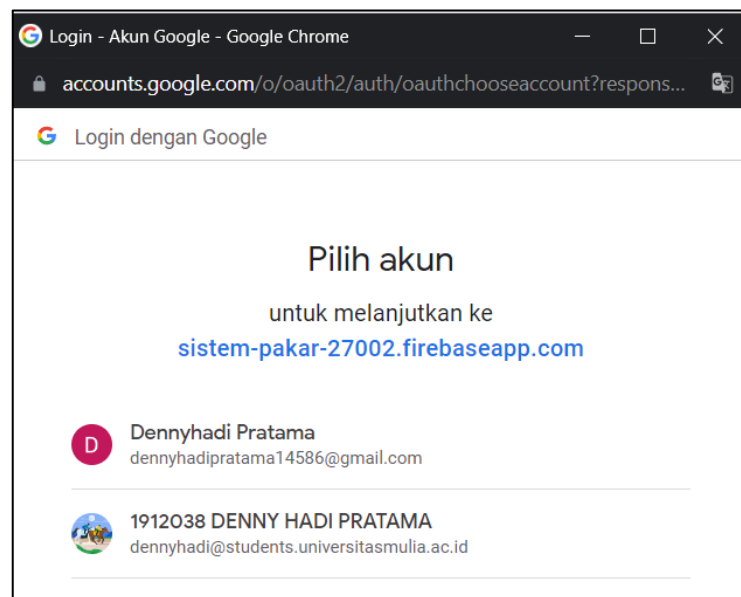 Login - Akun Google - Google Chrome
accounts.google.com/o/oauth2/auth/oauthchooseaccount?respons...
Login dengan Google
Pilih akun
untuk melanjutkan ke
sistem-pakar-27002.firebaseapp.com
D
Dennyhadi Pratama
dennyhadipratama14586@gmail.com
1912038 DENNY HADI PRATAMA
dennyhadi@students.universitasmulia.ac.id